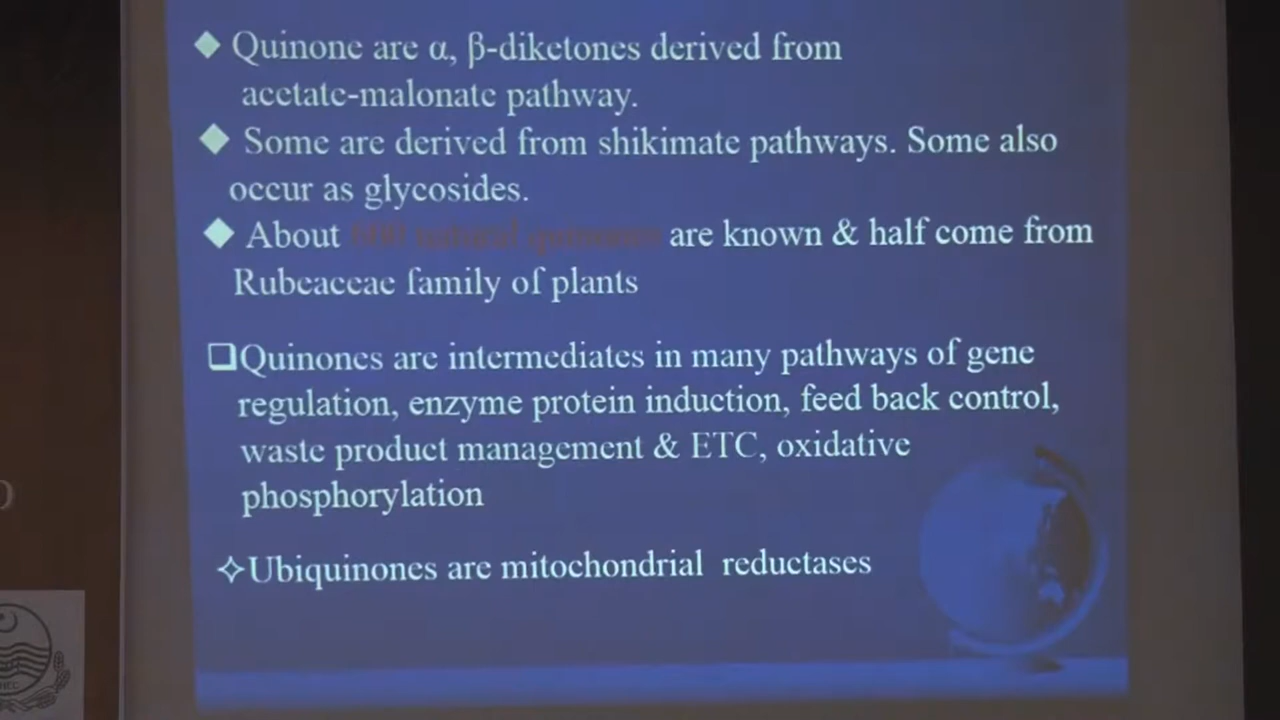 ◆ Quinone are α, β-diketones derived from
acetate-malonate pathway.
◆ Some are derived from shikimate pathways. Some also
occur as glycosides.
◆ About natural quinones are known & half come from
Rubeaceae family of plants
❑Quinones are intermediates in many pathways of gene
regulation, enzyme protein induction, feed back control,
waste product management & ETC, oxidative
phosphorylation
✧Ubiquinones are mitochondrial reductases